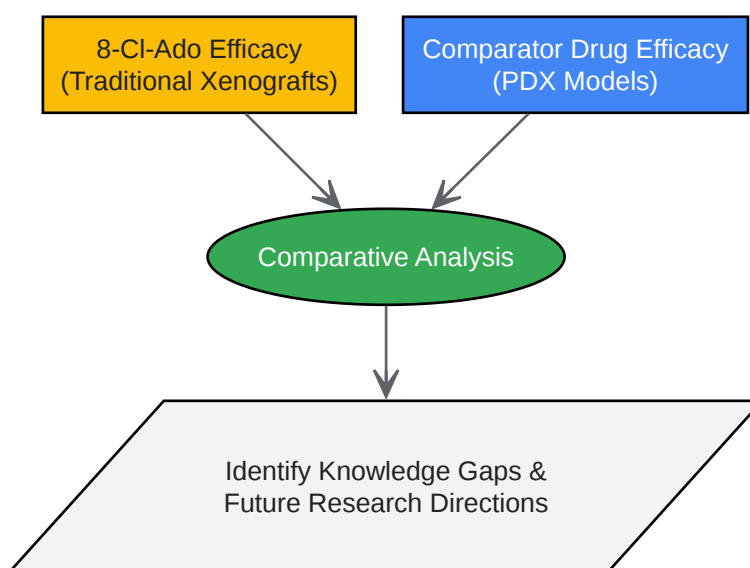 8-Cl-Ado Efficacy
(Traditional Xenografts)
Comparator Drug Efficacy
(PDX Models)
Comparative Analysis
Identify Knowledge Gaps &
Future Research Directions